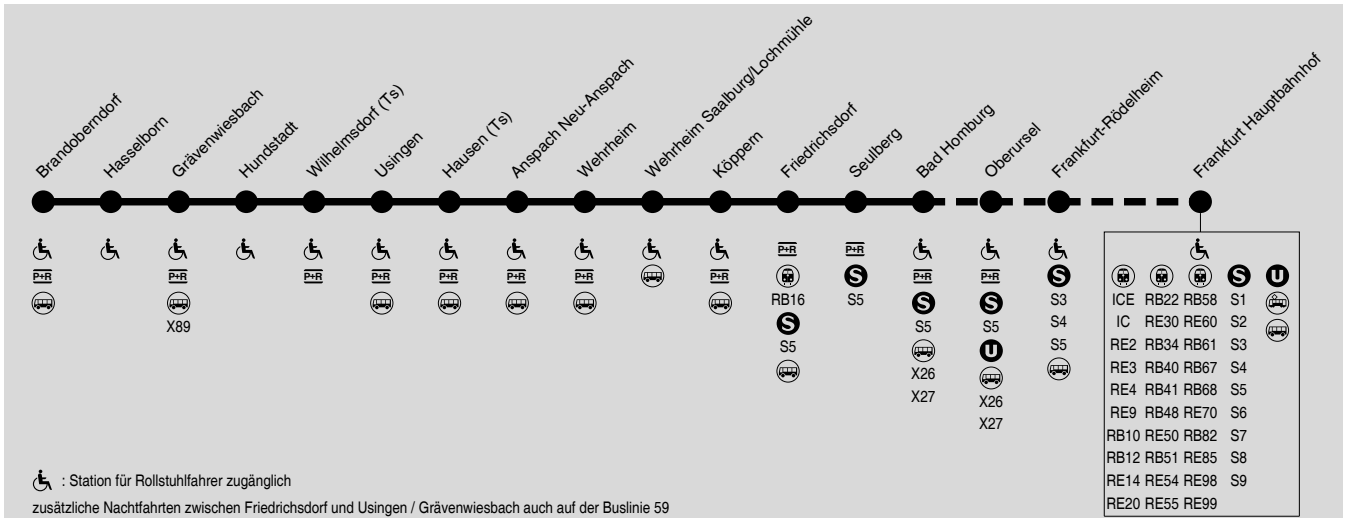 Brandoberndorf
Hasselborn
Grävenwiesbach
Hundstadt
Wilhelmsdorf (Ts)
Usingen
Hausen (Ts)
Anspach Neu-Anspach
Wehrheim
Wehrheim Saalburg/Lochmühle
Köppern
Friedrichsdorf
Seulberg
Bad Homburg
Oberursel
Frankfurt-Rödelheim
Frankfurt Hauptbahnhof
P+R
P+R
X89
P+R
P+R
P+R
P+R
P+R
P+R
P+R
RB16
S
S5
P+R
S
S5
P+R
S
S5
X26
X27
P+R
S
S5
U
X26
X27
S
S3
S4
S5
S U
ICE RB22 RB58 S1
IC RE30 RE60 S2
RE2 RB34 RB61 S3
RE3 RB40 RB67 S4
RE4 RB41 RB68 S5
RE9 RB48 RE70 S6
RB10 RE50 RB82 S7
RB12 RB51 RE85 S8
RE14 RE54 RE98 S9
RE20 RE55 RE99
: Station für Rollstuhlfahrer zugänglich
zusätzliche Nachtfahrten zwischen Friedrichsdorf und Usingen / Grävenwiesbach auch auf der Buslinie 59